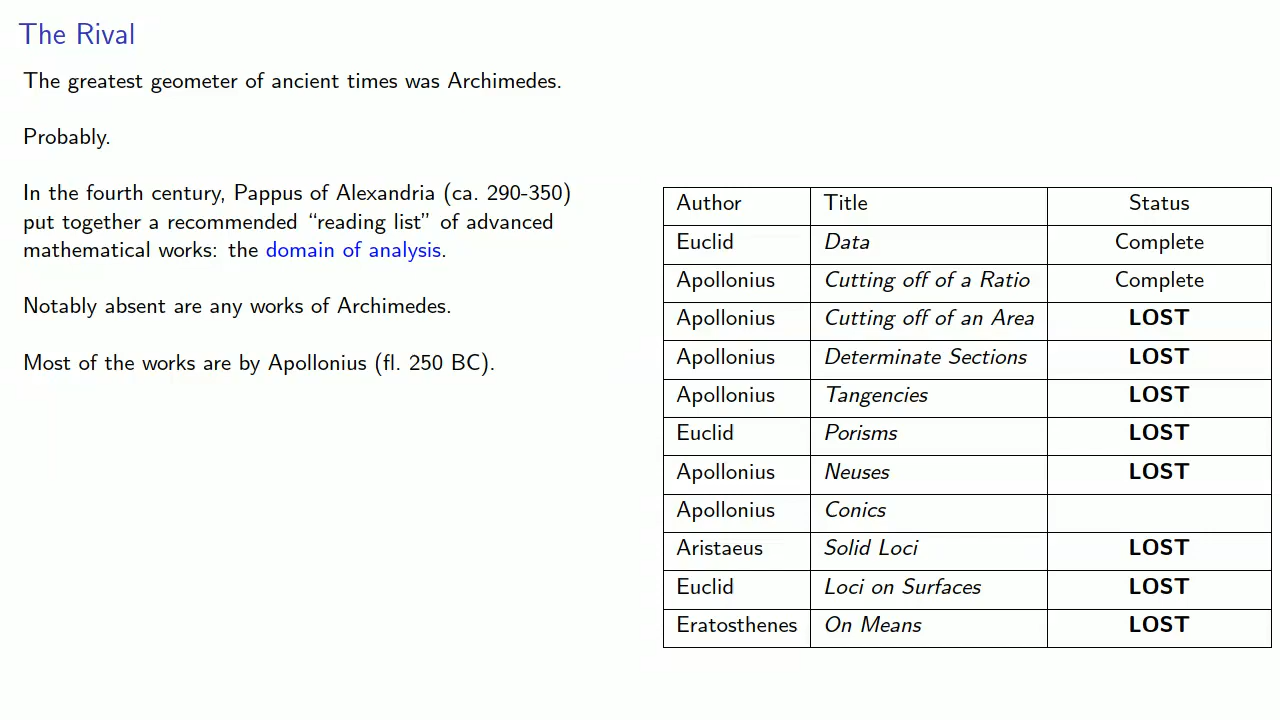 The Rival
The greatest geometer of ancient times was Archimedes.
Probably.
In the fourth century, Pappus of Alexandria (ca. 290-350)
put together a recommended “reading list” of advanced
mathematical works: the domain of analysis.
Notably absent are any works of Archimedes.
Most of the works are by Apollonius (fl. 250 BC).
Author Title Status
Euclid Data Complete
Apollonius Cutting off of a Ratio Complete
Apollonius Cutting off of an Area LOST
Apollonius Determinate Sections LOST
Apollonius Tangencies LOST
Euclid Porisms LOST
Apollonius Neuses LOST
Apollonius Conics
Aristaeus Solid Loci LOST
Euclid Loci on Surfaces LOST
Eratosthenes On Means LOST